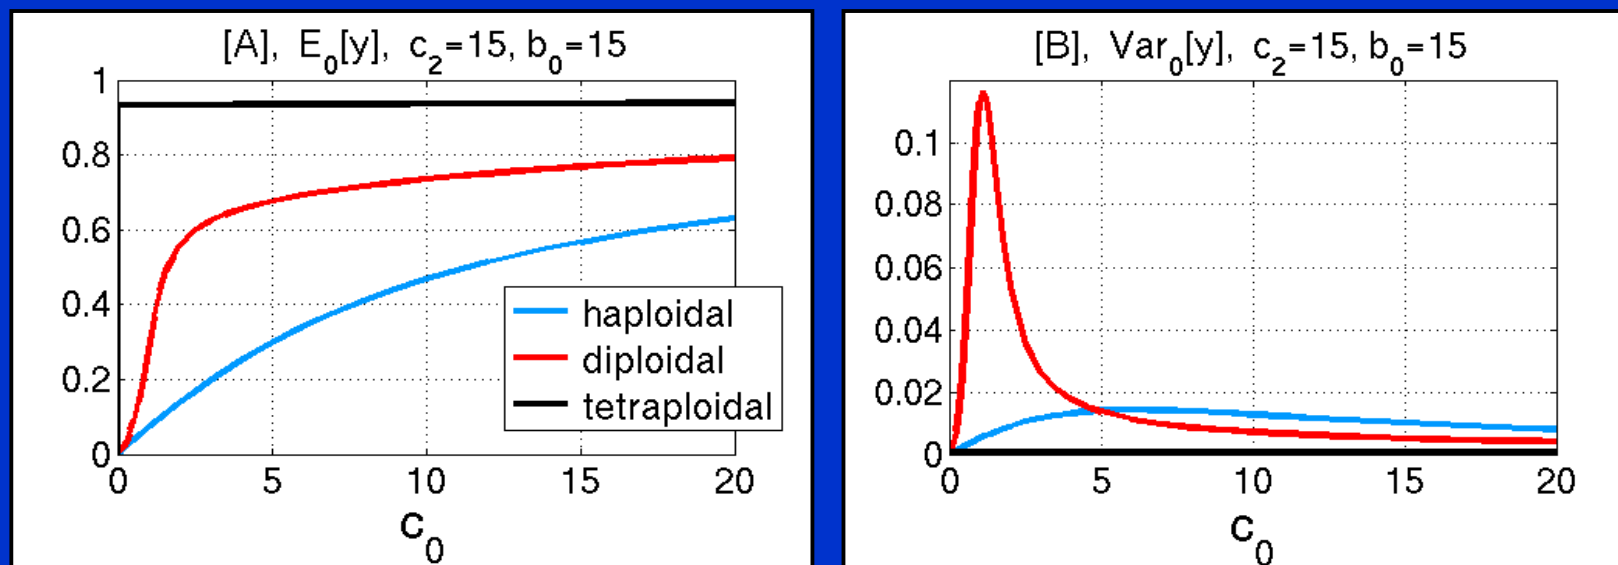 [A], E₀[y], c₂=15, b₀=15
1
0.8
0.6
0.4
0.2
0
0 5 10 15 20
c₀
haploidal
diploidal
tetraploidal
[B], Var₀[y], c₂=15, b₀=15
0.1
0.08
0.06
0.04
0.02
0
0 5 10 15 20
c₀